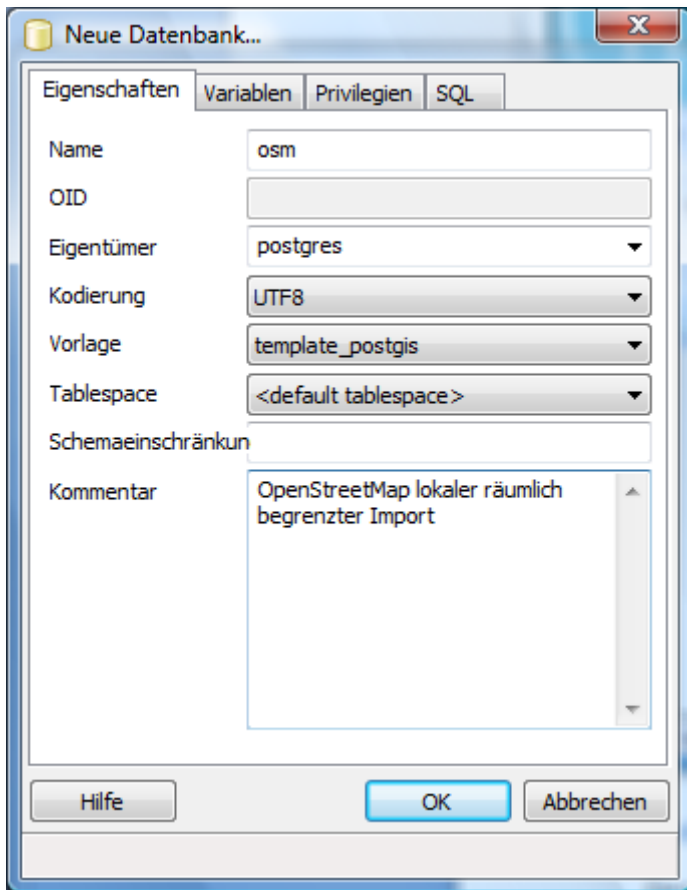 Neue Datenbank...
Eigenschaften Variablen Privilegien SQL
Name osm
OID
Eigentümer postgres
Kodierung UTF8
Vorlage template_postgis
Tablespace <default tablespace>
Schemaeinschränkun
Kommentar OpenStreetMap lokaler räumlich
begrenzter Import
Hilfe OK Abbrechen